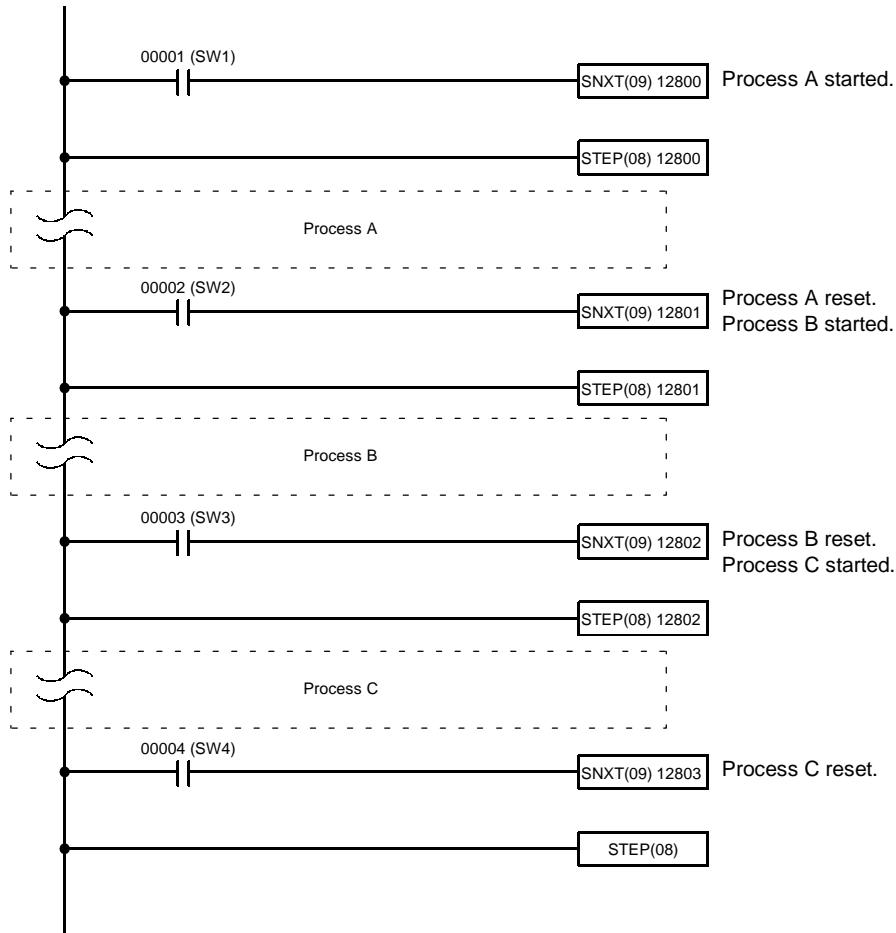 00001 (SW1)
SNXT(09) 12800
Process A started.
STEP(08) 12800
Process A
00002 (SW2)
SNXT(09) 12801
Process A reset.
Process B started.
STEP(08) 12801
Process B
00003 (SW3)
SNXT(09) 12802
Process B reset.
Process C started.
STEP(08) 12802
Process C
00004 (SW4)
SNXT(09) 12803
Process C reset.
STEP(08)